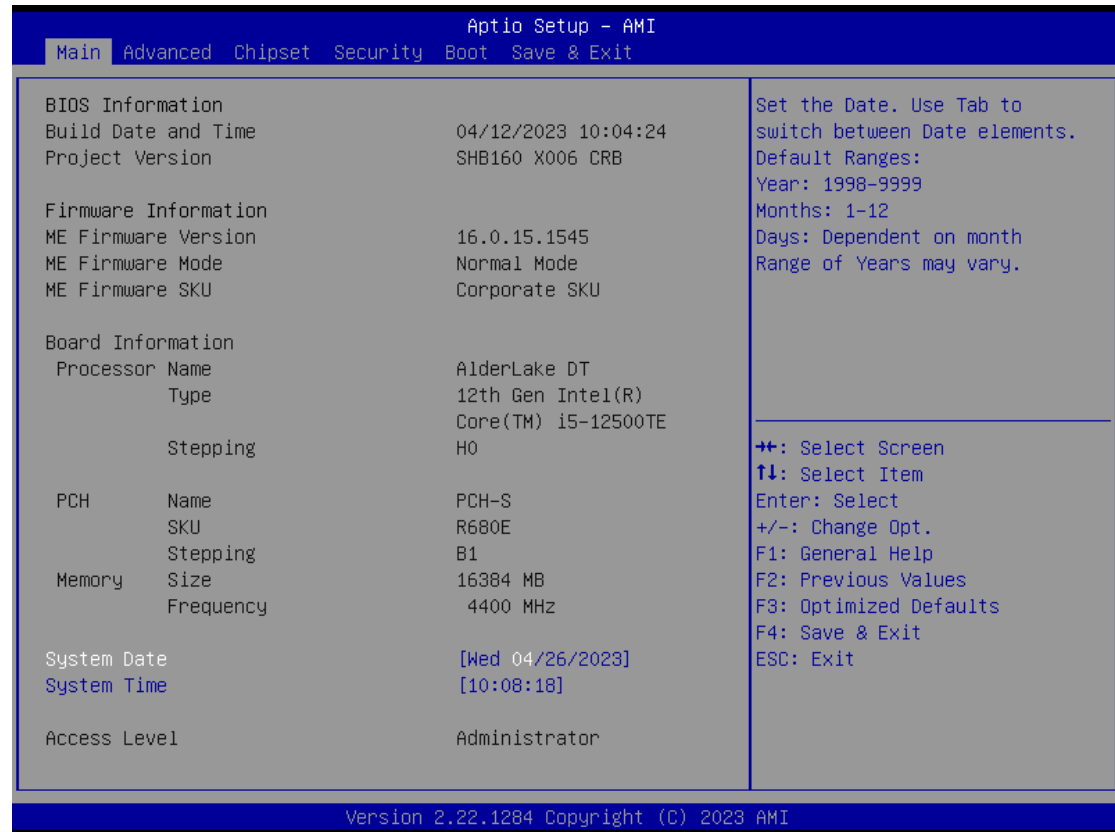 Aptio Setup - AMI
Main Advanced Chipset Security Boot Save & Exit
BIOS Information
Build Date and Time 04/12/2023 10:04:24
Project Version SHB160 X006 CRB
Firmware Information
ME Firmware Version 16.0.15.1545
ME Firmware Mode Normal Mode
ME Firmware SKU Corporate SKU
Board Information
Processor Name AlderLake DT
Type 12th Gen Intel(R)
Core(TM) i5-12500TE
Stepping H0
PCH Name PCH-S
SKU R680E
Stepping B1
Memory Size 16384 MB
Frequency 4400 MHz
System Date [Wed 04/26/2023]
System Time [10:08:18]
Access Level Administrator
Set the Date. Use Tab to
switch between Date elements.
Default Ranges:
Year: 1998-9999
Months: 1-12
Days: Dependent on month
Range of Years may vary.
→←: Select Screen
↑↓: Select Item
Enter: Select
+/-: Change Opt.
F1: General Help
F2: Previous Values
F3: Optimized Defaults
F4: Save & Exit
ESC: Exit
Version 2.22.1284 Copyright (C) 2023 AMI